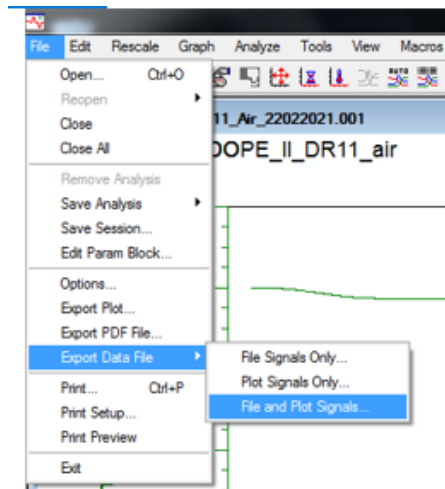 File Edit Rescale Graph Analyze Tools View Macros
Open... Ctrl+O
Reopen
Close
Close All
Remove Analysis
Save Analysis
Save Session...
Edit Param Block...
Options...
Export Plot...
Export PDF File...
Export Data File
Print... Ctrl+P
Print Setup...
Print Preview
Exit
File Signals Only...
Plot Signals Only...
File and Plot Signals...
11_Air_22022021.001
DOPE_II_DR11_air